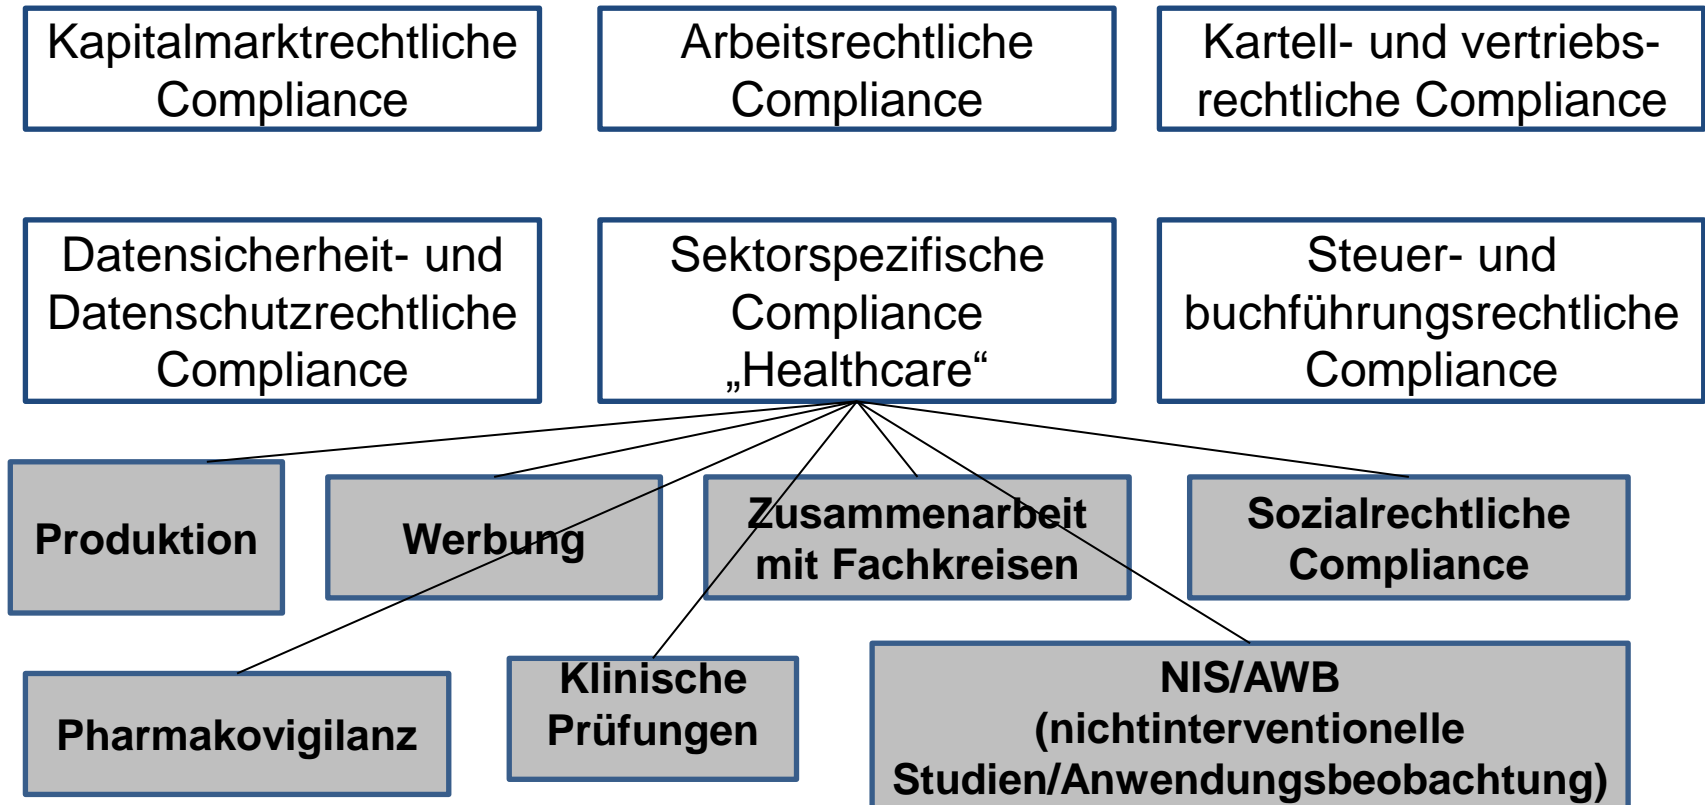 Kapitalmarktrechtliche
Compliance
Arbeitsrechtliche
Compliance
Kartell- und vertriebs-
rechtliche Compliance
Datensicherheit- und
Datenschutzrechtliche
Compliance
Sektorspezifische
Compliance
„Healthcare“
Steuer- und
buchführungsrechtliche
Compliance
Produktion
Werbung
Zusammenarbeit
mit Fachkreisen
Sozialrechtliche
Compliance
Pharmakovigilanz
Klinische
Prüfungen
NIS/AWB
(nichtinterventionelle
Studien/Anwendungsbeobachtung)